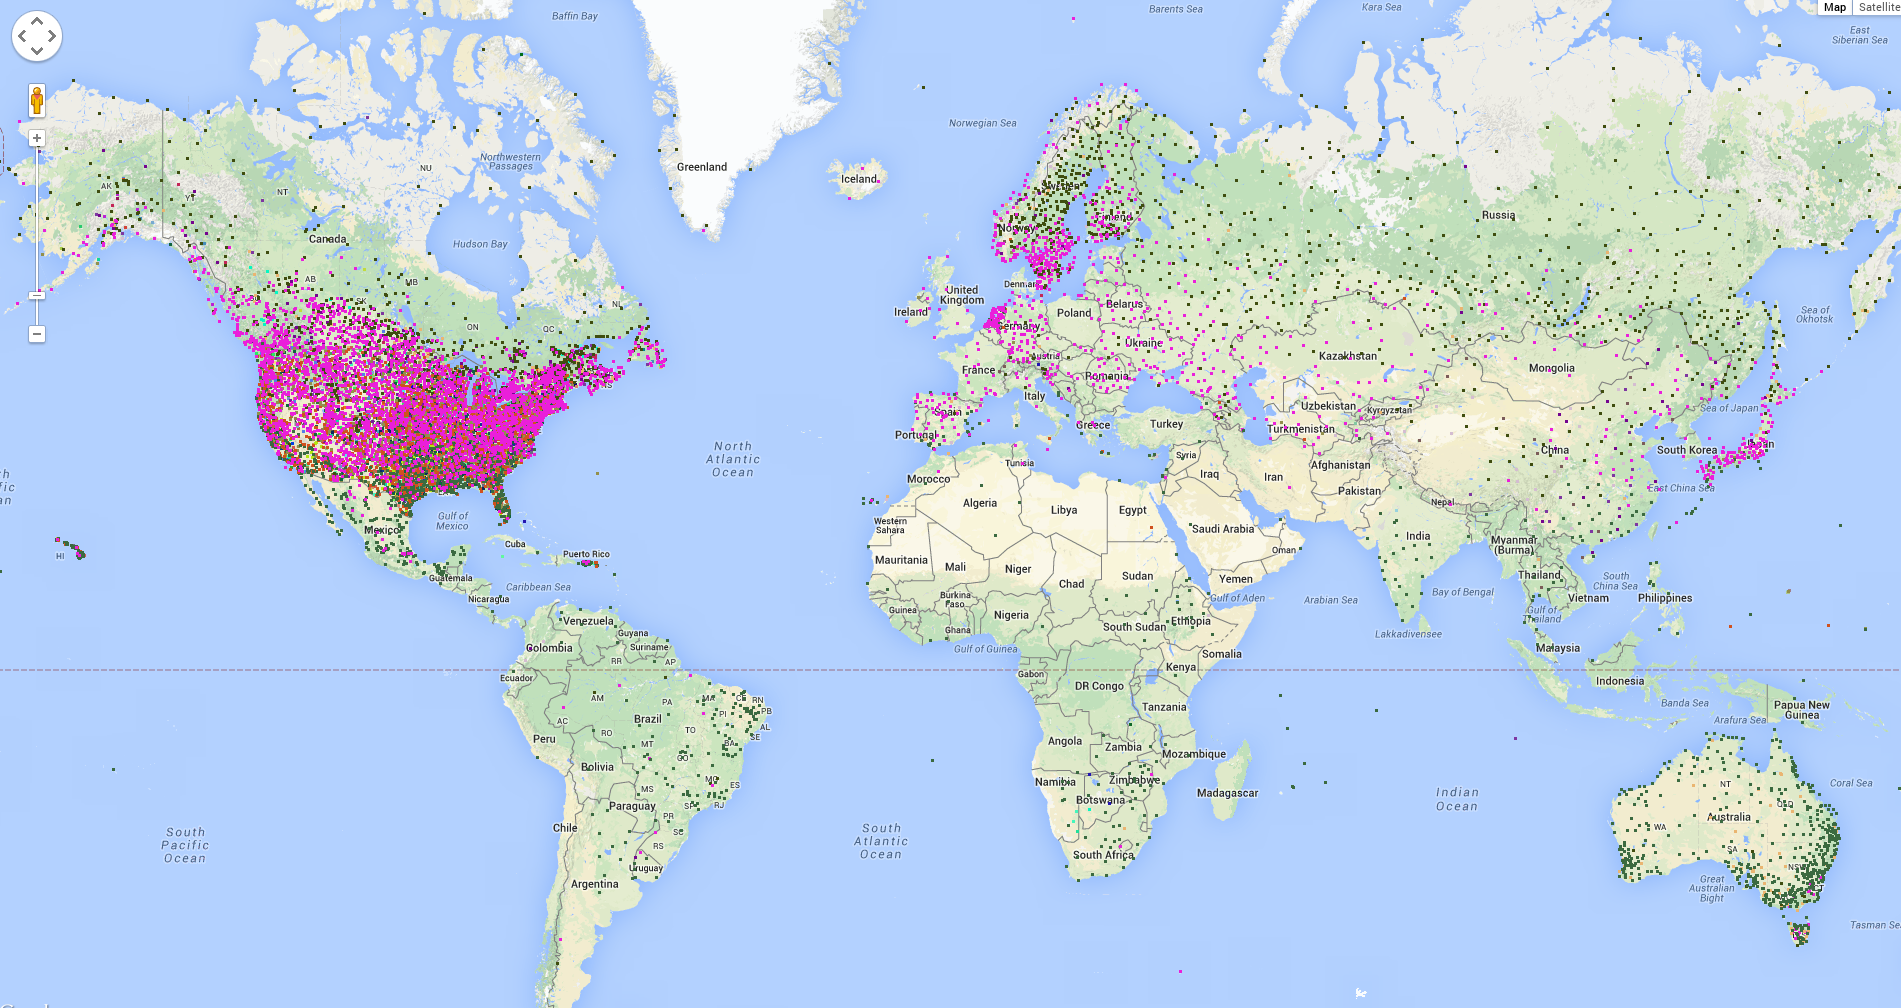 Baffin Bay
Barents Sea
Kara Sea
Map
Satellite
East
Siberian Sea
Norwegian Sea
Greenland
Iceland
Northwestern
Passages
NU
AK
YT
NT
Canada
Hudson Bay
AB
MB
SK
ON
QC
NL
Sweden
Finland
Norway
Russia
Denmark
United
Kingdom
Ireland
Poland
Belarus
Germany
Ukraine
Austria
France
Romania
Italy
Spain
Portugal
Greece
Turkey
Kazakhstan
Mongolia
Uzbekistan
Kyrgyzstan
Turkmenistan
Sea of
Okhotsk
Sea of Japan
Japan
South Korea
China
East China Sea
North
Atlantic
Ocean
Tunisia
Morocco
Algeria
Libya
Egypt
Syria
Iraq
Iran
Afghanistan
Pakistan
Nepal
India
Western
Sahara
Saudi Arabia
Oman
Yemen
Mauritania
Mali
Niger
Chad
Sudan
Gulf of Aden
Arabian Sea
Bay of Bengal
Myanmar
(Burma)
Thailand
Vietnam
Gulf of
Thailand
South
China Sea
Philippines
Lakkadivensee
Malaysia
Indonesia
Gulf of
Mexico
Mexico
Cuba
Puerto Rico
HI
Guatemala
Caribbean Sea
Nicaragua
Venezuela
Guyana
Suriname
Colombia
RR
AP
Ecuador
AM
PA
MA
CE
RN
PB
AL
SE
PI
AC
Brazil
TO
BA
RO
MT
GO
Peru
Bolivia
MG
ES
MS
SP
RJ
Paraguay
PR
SC
RS
Chile
Uruguay
Argentina
Guinea
Burkina
Faso
Ghana
Nigeria
South Sudan
Ethiopia
Gulf of Guinea
Somalia
Gabon
Kenya
DR Congo
Tanzania
Angola
Zambia
Mozambique
Namibia
Zimbabwe
Botswana
Madagascar
South Africa
South
Pacific
Ocean
South
Atlantic
Ocean
Indian
Ocean
Banda Sea
Papua New
Guinea
Arafura Sea
Coral Sea
NT
QLD
WA
Australia
SA
NSW
Great
Australian
Bight
Tasman Sea